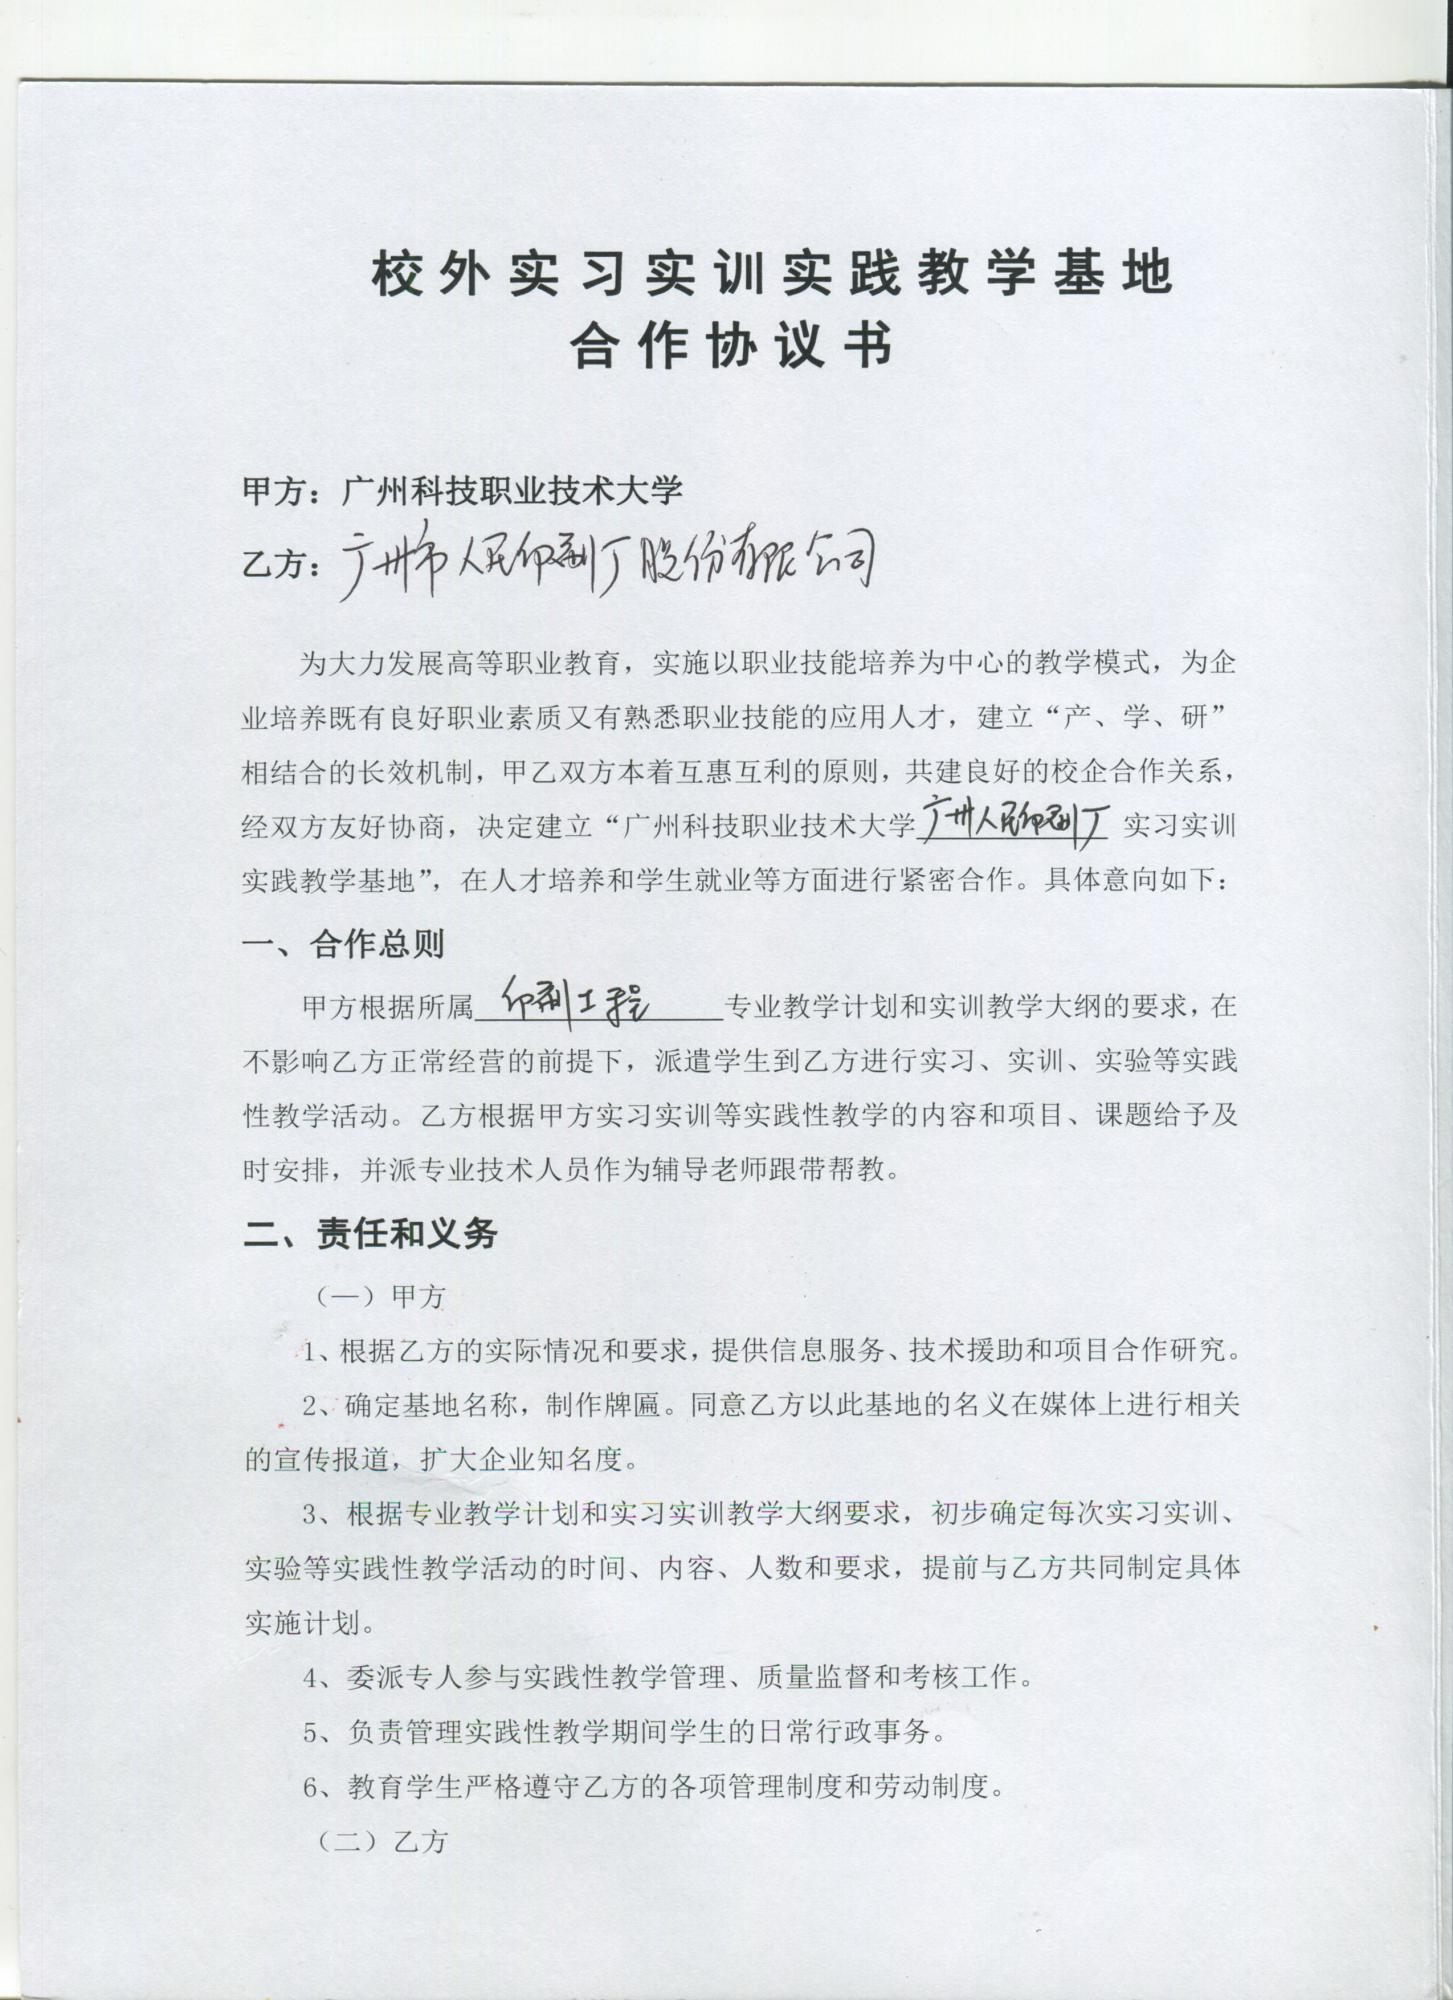 校外实习实训实践教学基地
合作协议书
甲方：广州科技职业技术大学
乙方：广州市人民印刷厂股份有限公司
为大力发展高等职业教育，实施以职业技能培养为中心的教学模式，为企
业培养既有良好职业素质又有熟悉职业技能的应用人才，建立“产、学、研”
相结合的长效机制，甲乙双方本着互惠互利的原则，共建良好的校企合作关系，
经双方友好协商，决定建立“广州科技职业技术大学广州人民印刷厂 实习实训
实践教学基地”，在人才培养和学生就业等方面进行紧密合作。具体意向如下：
一、合作总则
甲方根据所属 印刷工程 专业教学计划和实训教学大纲的要求，在
不影响乙方正常经营的前提下，派遣学生到乙方进行实习、实训、实验等实践
性教学活动。乙方根据甲方实习实训等实践性教学的内容和项目、课题给予及
时安排，并派专业技术人员作为辅导老师跟带帮教。
二、责任和义务
（一）甲方
1、根据乙方的实际情况和要求，提供信息服务、技术援助和项目合作研究。
2、确定基地名称，制作牌匾。同意乙方以此基地的名义在媒体上进行相关
的宣传报道，扩大企业知名度。
3、根据专业教学计划和实习实训教学大纲要求，初步确定每次实习实训、
实验等实践性教学活动的时间、内容、人数和要求，提前与乙方共同制定具体
实施计划。
4、委派专人参与实践性教学管理、质量监督和考核工作。
5、负责管理实践性教学期间学生的日常行政事务。
6、教育学生严格遵守乙方的各项管理制度和劳动制度。
（二）乙方